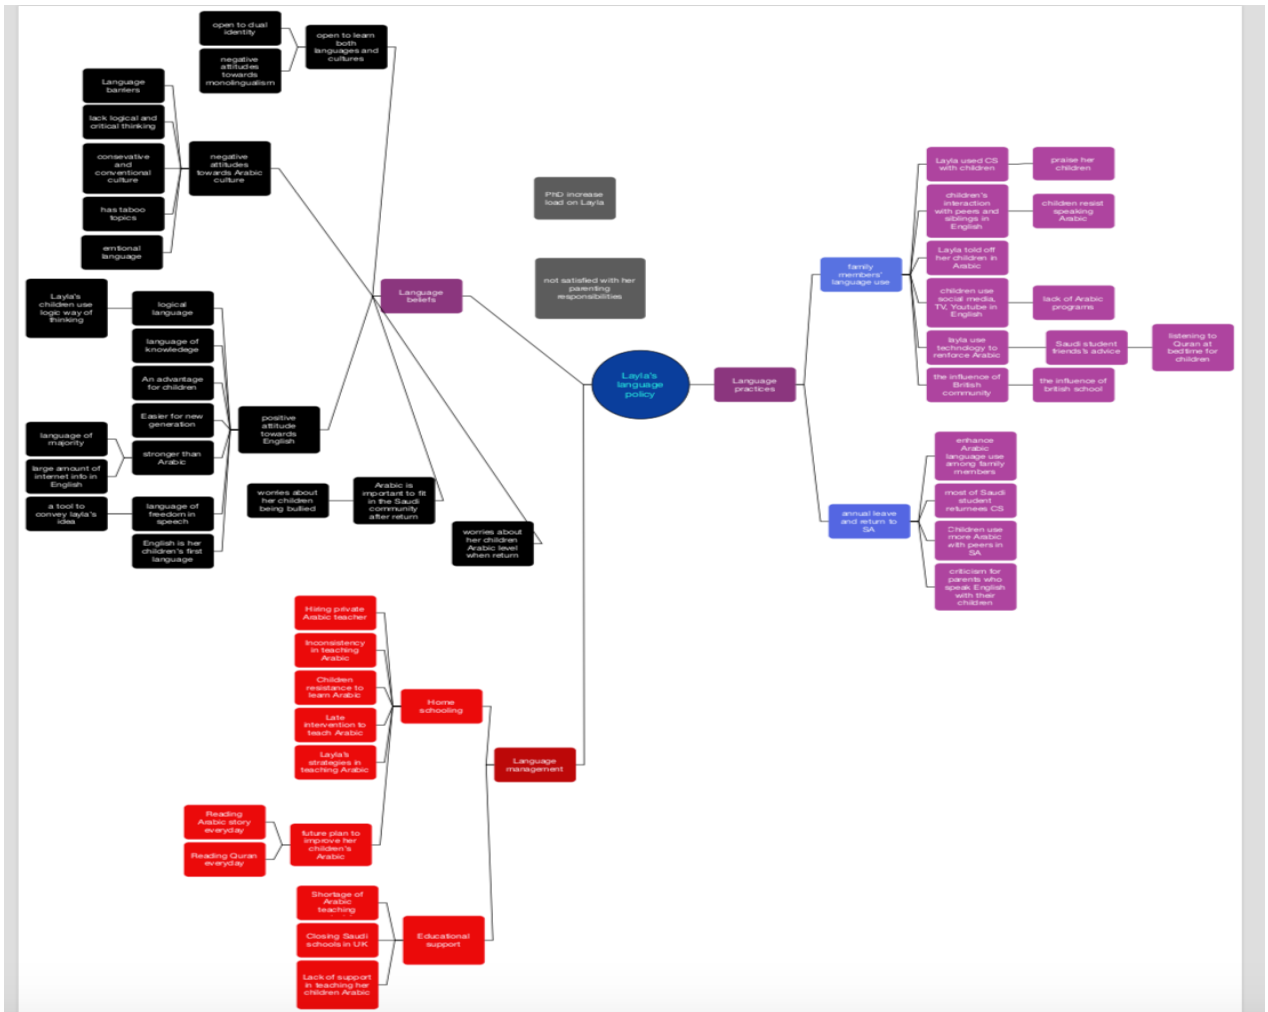 open to dual
identity
negative
attitudes
towards
monolingualism
open to learn
both
languages and
cultures
Language
barriers
lack logical and
critical thinking
consevative
and
conventional
culture
has taboo
topics
emtional
language
negative
attitudes
towards Arabic
culture
Layla's
children use
logic way of
thinking
logical
language
language of
knowledege
An advantage
for children
Easier for new
generation
language of
majority
large amount of
internet info in
English
stronger than
Arabic
a tool to
convey layla's
idea
language of
freedom in
speech
English is her
children's first
language
positive
attitude
towards
English
worries about
her children
being bullied
Arabic is
important to fit
in the Saudi
community
after return
worries about
her children
Arabic level
when return
Language
beliefs
PhD increase
load on Layla
not satisfied with her
parenting
responsibilities
Layla's
language
policy
Language
practices
family
members'
language use
Layla used CS
with children
praise her
children
children's
interaction
with peers and
siblings in
English
children resist
speaking
Arabic
Layla told off
her children in
Arabic
children use
social media,
TV, Youtube in
English
lack of Arabic
programs
layla use
technology to
renforce Arabic
Saudi student
friends's advice
listening to
Quran at
bedtime for
children
the influence of
British
community
the influence of
british school
annual leave
and return to
SA
enhance
Arabic
language use
among family
members
most of Saudi
student
returnees CS
Children use
more Arabic
with peers in
SA
criticism for
parents who
speak English
with their
children
Hiring private
Arabic teacher
Inconsistency
in teaching
Arabic
Children
resistance to
learn Arabic
Late
intervention to
teach Arabic
Layla's
strategies in
teaching Arabic
Home
schooling
Reading
Arabic story
everyday
Reading Quran
everyday
future plan to
improve her
children's
Arabic
Language
management
Shortage of
Arabic
teaching
Closing Saudi
schools in UK
Lack of support
in teaching her
children Arabic
Educational
support